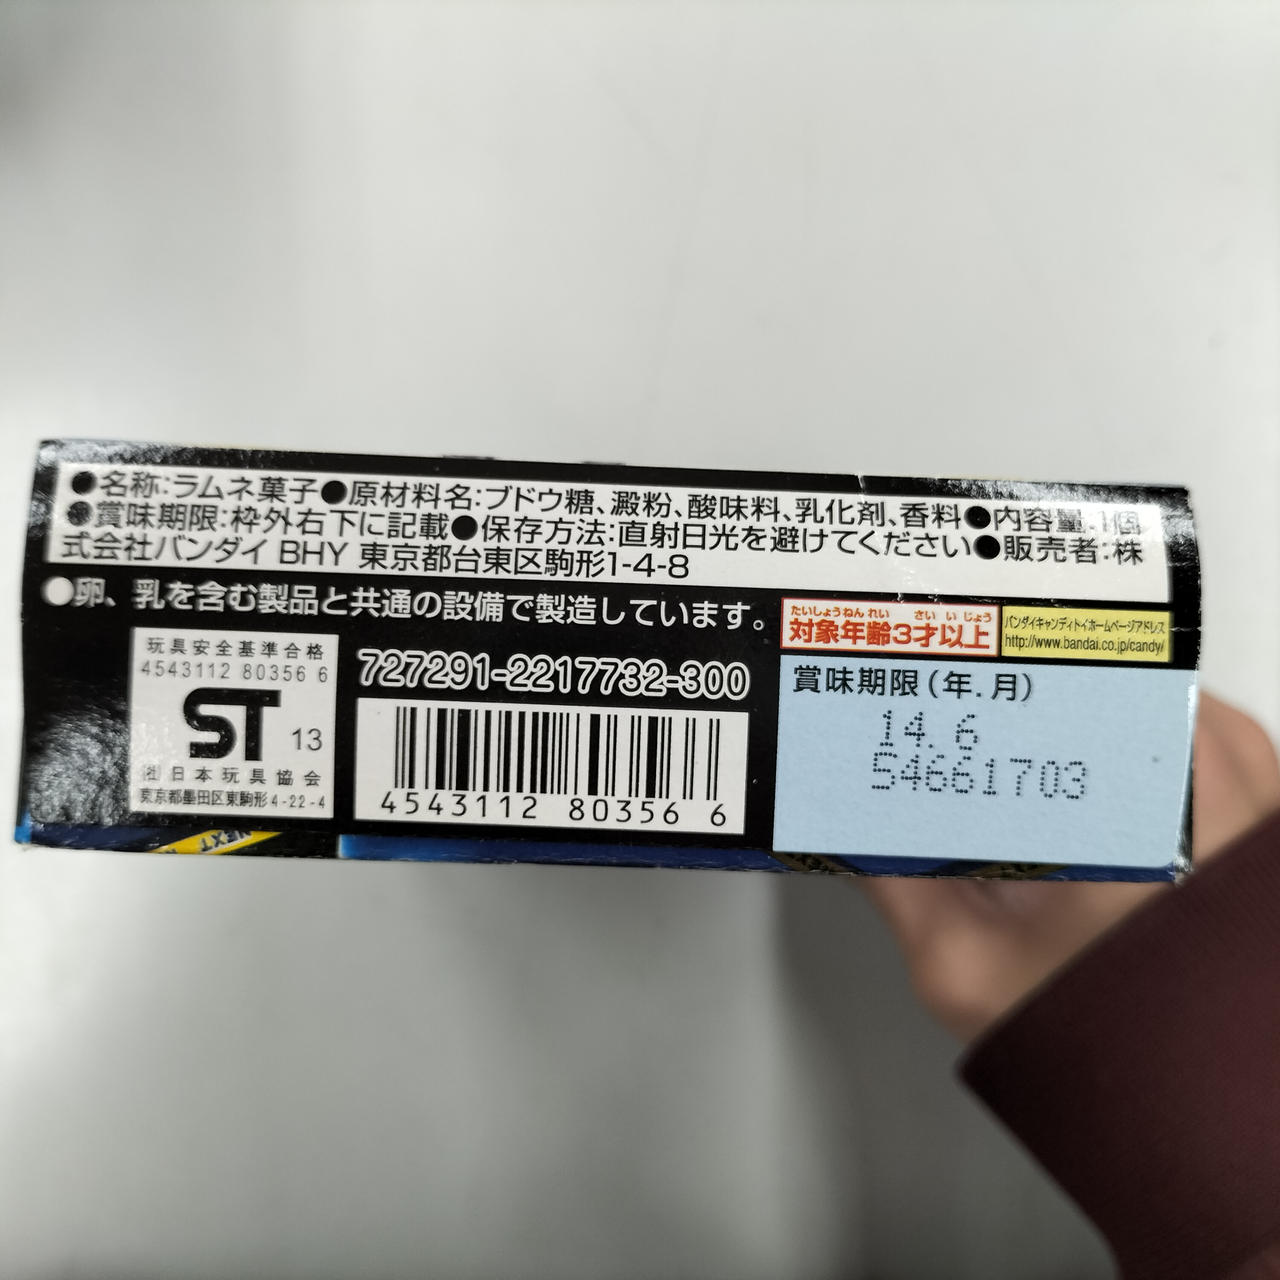 ●名称:ラムネ菓子●原材料名:ブドウ糖、澱粉、酸味料、乳化剤、香料●内容量:1個
●賞味期限:枠外右下に記載●保存方法:直射日光を避けてください●販売者:株
式会社バンダイ BHY 東京都台東区駒形1-4-8
●卵、乳を含む製品と共通の設備で製造しています。
たいしょうねんれい さいいじょう
対象年齢3才以上
バンダイキャンディトイホームページアドレス
http://www.bandai.co.jp/candy/
玩具安全基準合格
4543112 80356 6
ST 13
社日本玩具協会
東京都墨田区東駒形4-22-4
727291-2217732-300
4543112 80356 6
賞味期限(年.月)
14.6
54661703
NEXT